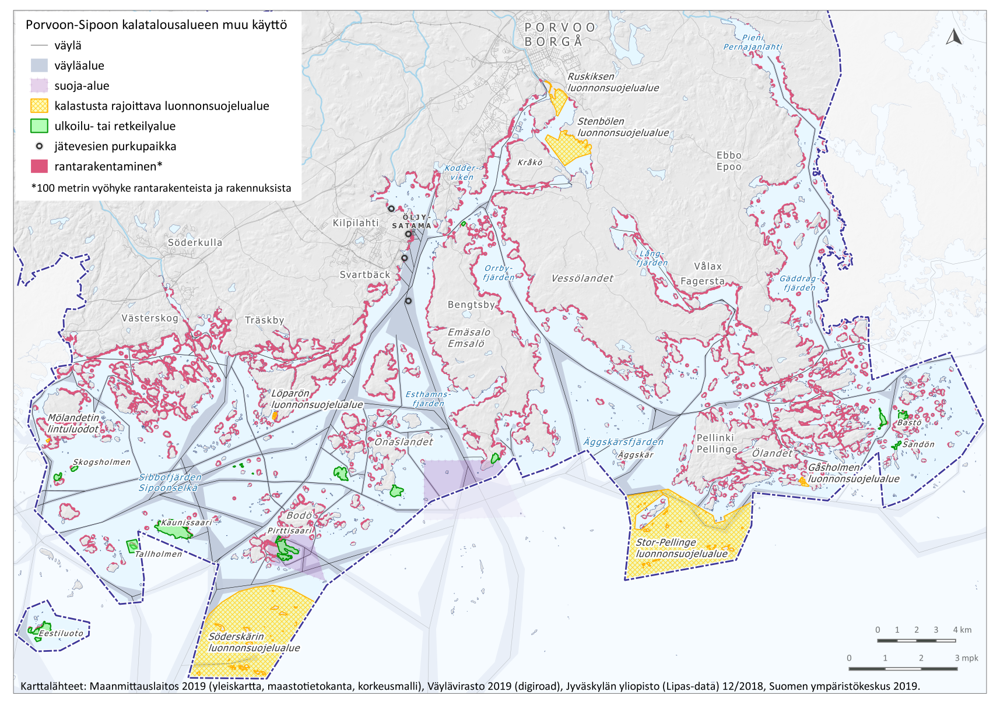 Porvoon-Sipoon kalatalousalueen muu käyttö
väylä
väyläalue
suoja-alue
kalastusta rajoittava luonnonsuojelualue
ulkoilu- tai retkeilyalue
jätevesien purkupaikka
rantarakentaminen*
*100 metrin vyöhyke rantarakenteista ja rakennuksista
PORVOO
BORGÅ
Pieni
Pernajanlahti
Ruskiksen
luonnonsuojelualue
Stenbölen
luonnonsuojelualue
Ebbo
Epoo
Kråkö
Kodder-
viken
ÖLJY-
SATAMA
Kilpilahti
Söderkulla
Svartbäck
Orrby-
fjärden
Vessölandet
Lång-
fjärden
Vålax
Fagersta
Gäddrag-
fjärden
Bengtsby
Västerskog
Träskby
Emäsalo
Emsalö
Löparön
luonnonsuojelualue
Esthamns-
fjärden
Mölandetin
lintuluodot
Onaslandet
Äggskärsfjärden
Äggskär
Pellinki
Pellinge
Ölandet
Bastö
Sandön
Gåsholmen
luonnonsuojelualue
Skogsholmen
Sibbofjärden
Sipoonselkä
Bodö
Kaunissaari
Pirttisaari
Tallholmen
Stor-Pellinge
luonnonsuojelualue
Eestiluoto
Söderskärin
luonnonsuojelualue
0 1 2 3 4 km
0 1 2 3 mpk
Karttalähteet: Maanmittauslaitos 2019 (yleiskartta, maastotietokanta, korkeusmalli), Väylävirasto 2019 (digiroad), Jyväskylän yliopisto (Lipas-data) 12/2018, Suomen ympäristökeskus 2019.